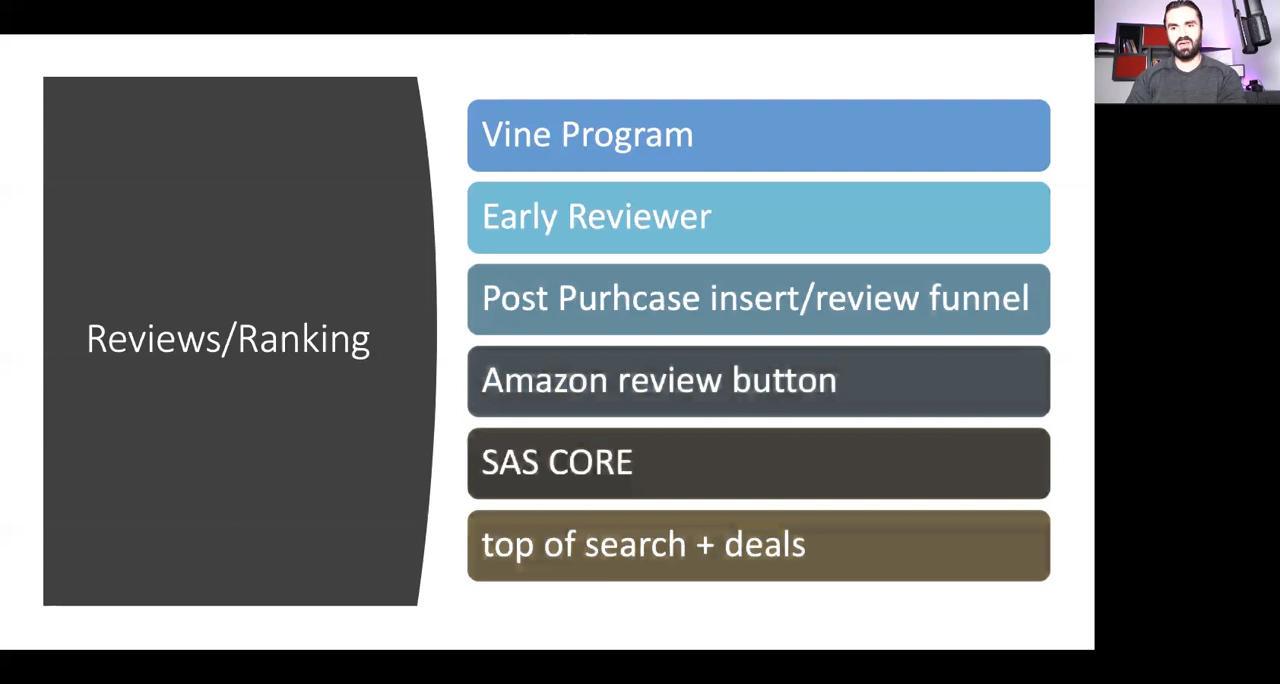 Reviews/Ranking
Vine Program
Early Reviewer
Post Purhcase insert/review funnel
Amazon review button
SAS CORE
top of search + deals